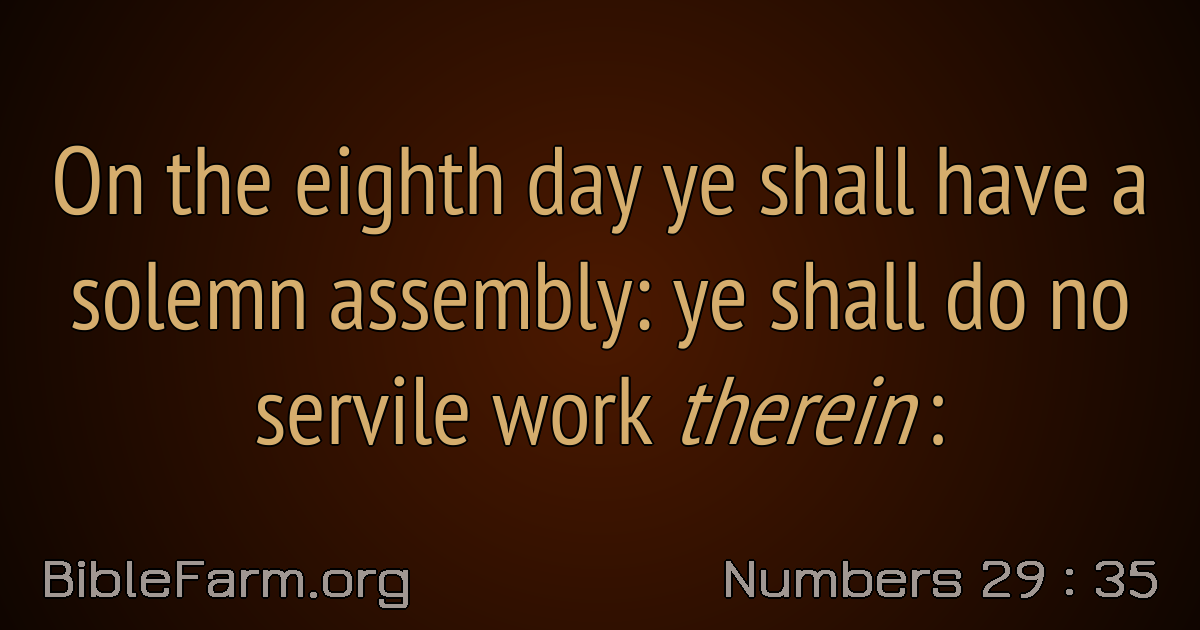 On the eighth day ye shall have a
solemn assembly: ye shall do no
servile work therein :
BibleFarm.org
Numbers 29 : 35